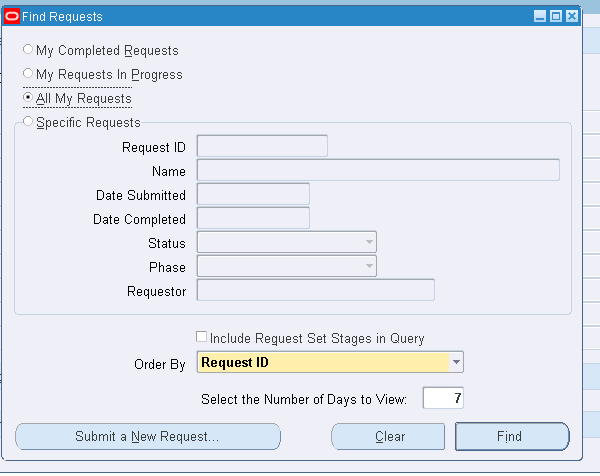 Find Requests
My Completed Requests
My Requests In Progress
All My Requests
Specific Requests
Request ID
Name
Date Submitted
Date Completed
Status
Phase
Requestor
Include Request Set Stages in Query
Order By Request ID
Select the Number of Days to View: 7
Submit a New Request... Clear Find